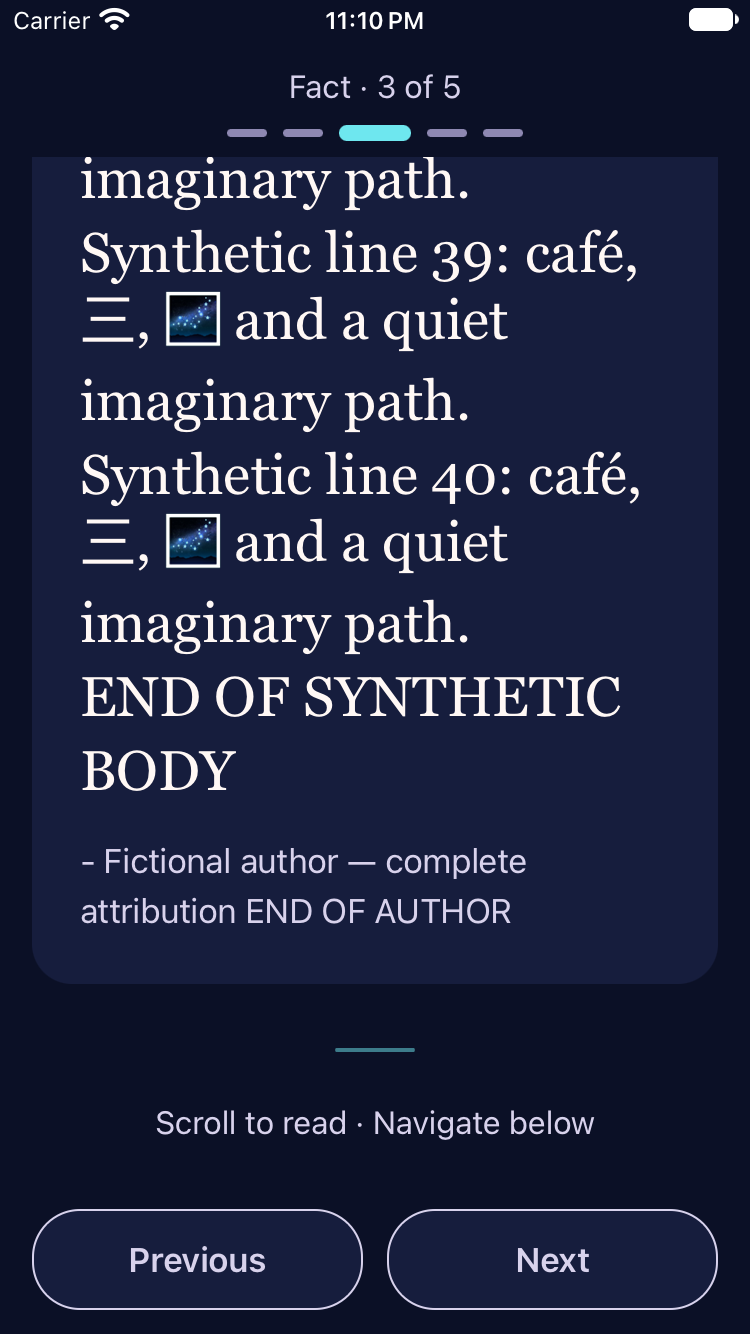 Carrier 11:10 PM
Fact · 3 of 5
imaginary path.
Synthetic line 39: café,
三, 🌌 and a quiet
imaginary path.
Synthetic line 40: café,
三, 🌌 and a quiet
imaginary path.
END OF SYNTHETIC
BODY
- Fictional author — complete
attribution END OF AUTHOR
Scroll to read · Navigate below
Previous Next